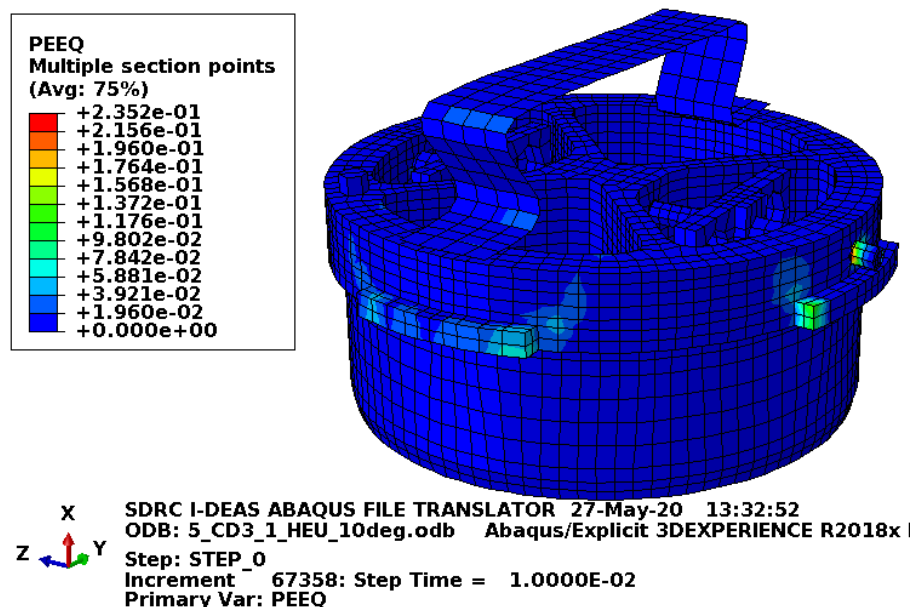 PEEQ
Multiple section points
(Avg: 75%)
+2.352e-01
+2.156e-01
+1.960e-01
+1.764e-01
+1.568e-01
+1.372e-01
+1.176e-01
+9.802e-02
+7.842e-02
+5.881e-02
+3.921e-02
+1.960e-02
+0.000e+00
X
Z
Y
SDRC I-DEAS ABAQUS FILE TRANSLATOR 27-May-20 13:32:52
ODB: 5_CD3_1_HEU_10deg.odb Abaqus/Explicit 3DEXPERIENCE R2018x
Step: STEP_0
Increment 67358: Step Time = 1.0000E-02
Primary Var: PEEQ